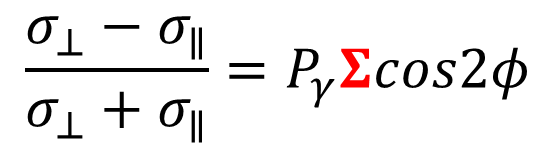 σ⊥ − σ∥
σ⊥ + σ∥ = PγΣcos2ϕ